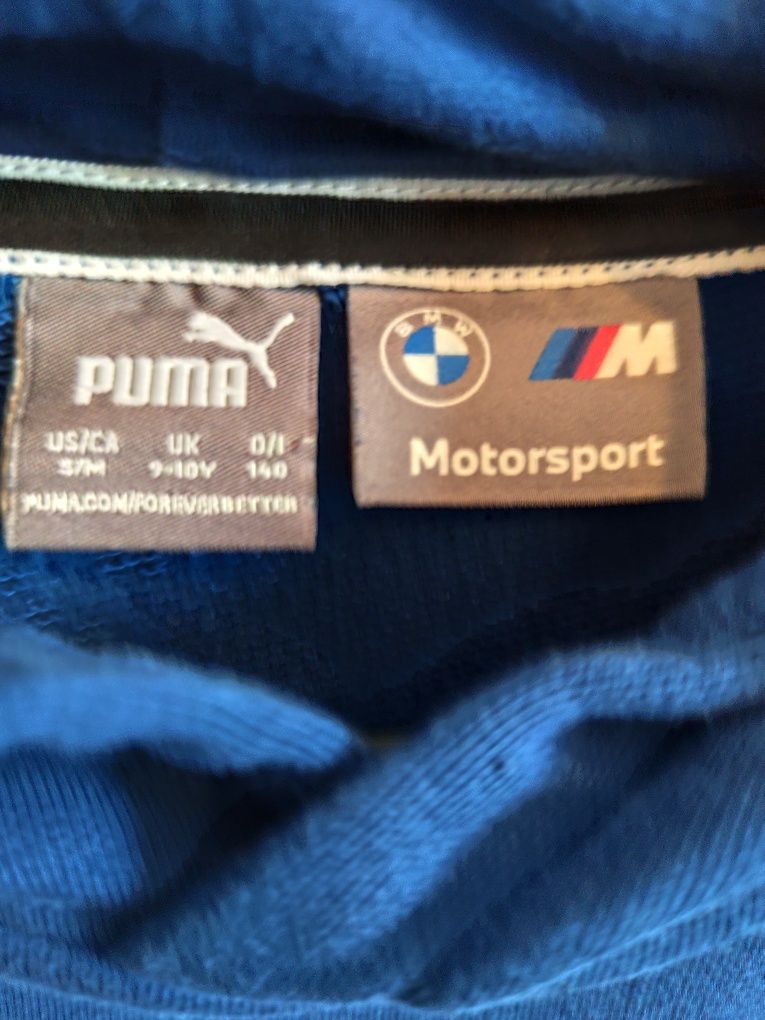 PUMA
US/CA UK D/I
S/M 9-10Y 140
PUMA.COM/FOREVERBETTER
BMW
M
Motorsport